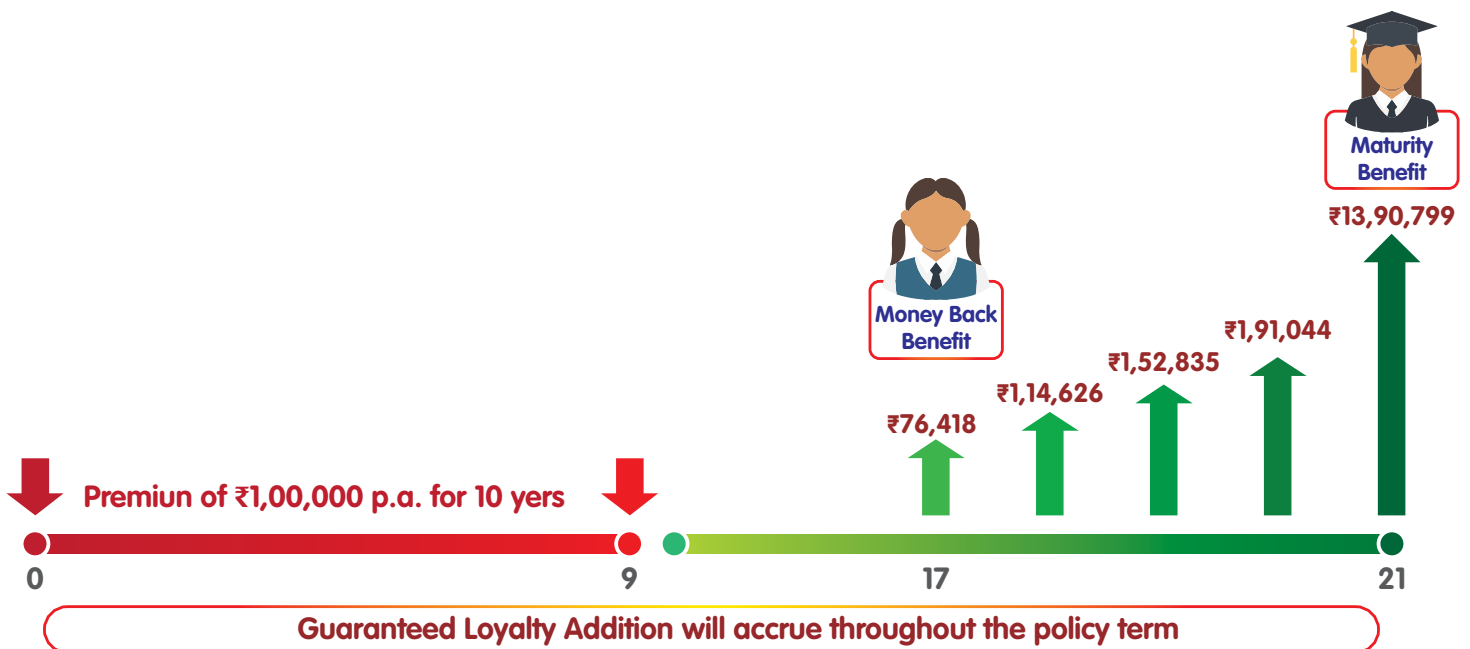 Maturity
Benefit
₹13,90,799
Money Back
Benefit
₹1,91,044
₹1,52,835
₹1,14,626
₹76,418
Premiun of ₹1,00,000 p.a. for 10 yers
0
9
17
21
Guaranteed Loyalty Addition will accrue throughout the policy term